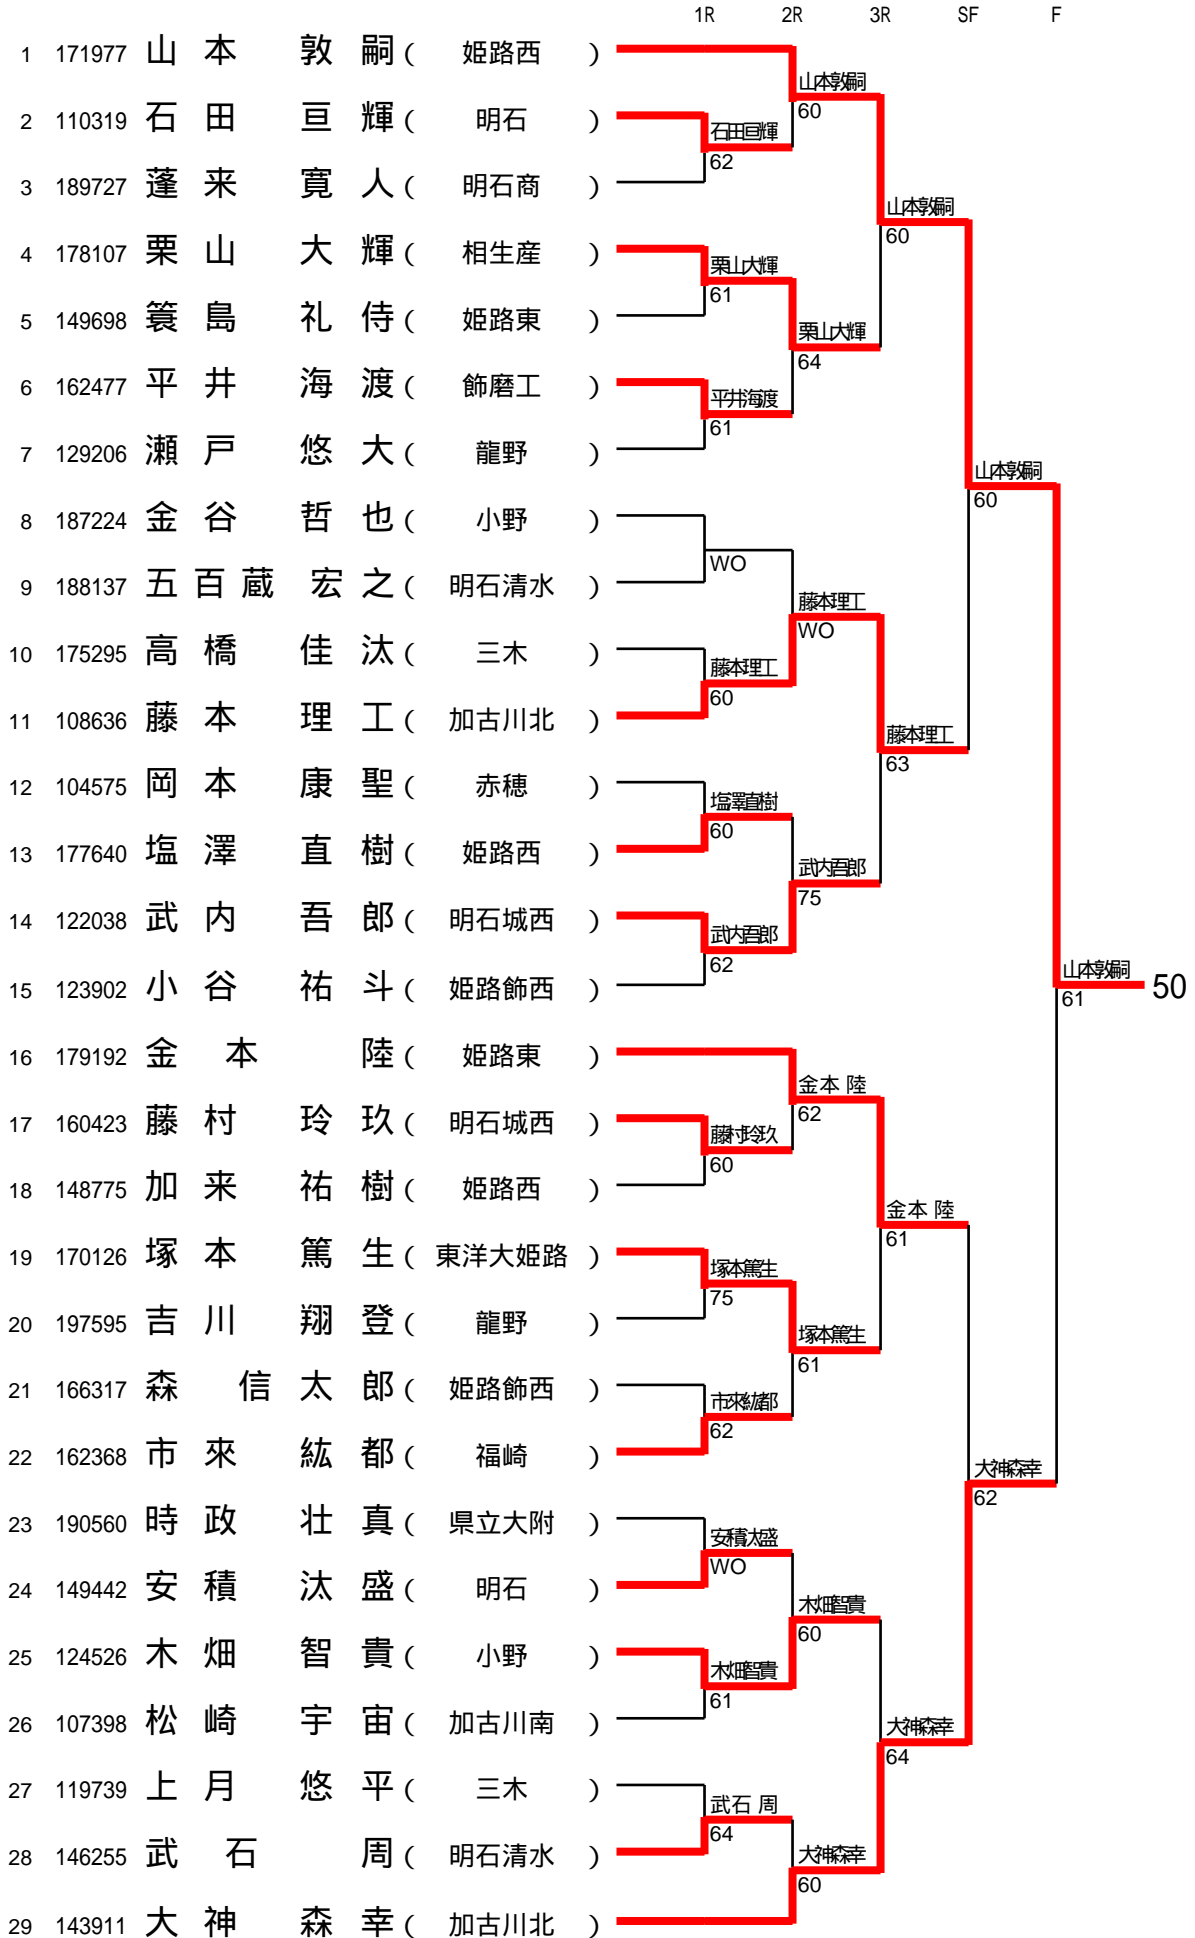 1R 2R 3R SF F
1 171977 山本 敦嗣 ( 姫路西 )
山本敦嗣
60
2 110319 石田 亘輝 ( 明石 )
石田亘輝
62
3 189727 蓬来 寛人 ( 明石商 )
山本敦嗣
60
4 178107 栗山 大輝 ( 相生産 )
栗山大輝
61
5 149698 簑島 礼侍 ( 姫路東 )
栗山大輝
64
6 162477 平井 海渡 ( 飾磨工 )
平井海渡
61
7 129206 瀬戸 悠大 ( 龍野 )
山本敦嗣
60
8 187224 金谷 哲也 ( 小野 )
WO
9 188137 五百蔵 宏之 ( 明石清水 )
藤本理工
WO
10 175295 高橋 佳汰 ( 三木 )
藤本理工
60
11 108636 藤本 理工 ( 加古川北 )
藤本理工
63
12 104575 岡本 康聖 ( 赤穂 )
塩澤直樹
60
13 177640 塩澤 直樹 ( 姫路西 )
武内吾郎
75
14 122038 武内 吾郎 ( 明石城西 )
武内吾郎
62
15 123902 小谷 祐斗 ( 姫路飾西 )
山本敦嗣
61
50
16 179192 金本 陸 ( 姫路東 )
金本 陸
62
17 160423 藤村 玲玖 ( 明石城西 )
藤村玲玖
60
18 148775 加来 祐樹 ( 姫路西 )
金本 陸
61
19 170126 塚本 篤生 ( 東洋大姫路 )
塚本篤生
75
20 197595 吉川 翔登 ( 龍野 )
塚本篤生
61
21 166317 森 信太郎 ( 姫路飾西 )
市來紘都
62
22 162368 市來 紘都 ( 福崎 )
大神森幸
62
23 190560 時政 壮真 ( 県立大附 )
安積汰盛
WO
24 149442 安積 汰盛 ( 明石 )
木畑智貴
60
25 124526 木畑 智貴 ( 小野 )
木畑智貴
61
26 107398 松崎 宇宙 ( 加古川南 )
大神森幸
64
27 119739 上月 悠平 ( 三木 )
武石 周
64
28 146255 武石 周 ( 明石清水 )
大神森幸
60
29 143911 大神 森幸 ( 加古川北 )